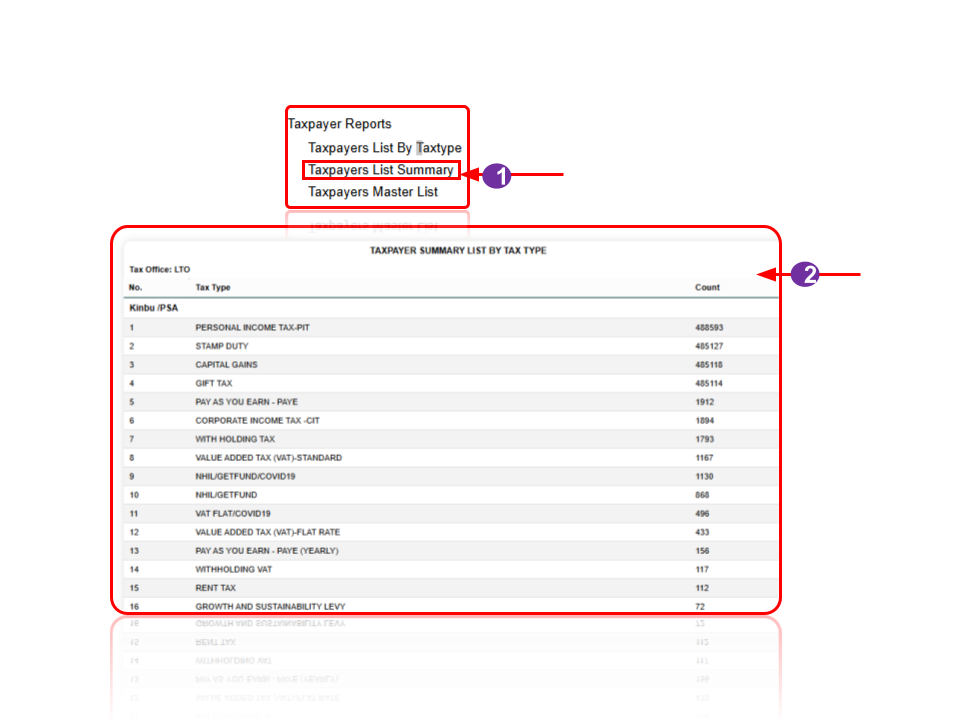 Taxpayer Reports
Taxpayers List By Taxtype
Taxpayers List Summary
1
Taxpayers Master List
TAXPAYER SUMMARY LIST BY TAX TYPE
2
Tax Office: LTO
No. Tax Type Count
Kinbu /PSA
1 PERSONAL INCOME TAX-PIT 488593
2 STAMP DUTY 485127
3 CAPITAL GAINS 485118
4 GIFT TAX 485114
5 PAY AS YOU EARN - PAYE 1912
6 CORPORATE INCOME TAX -CIT 1894
7 WITH HOLDING TAX 1793
8 VALUE ADDED TAX (VAT)-STANDARD 1167
9 NHIL/GETFUND/COVID19 1130
10 NHIL/GETFUND 868
11 VAT FLAT/COVID19 496
12 VALUE ADDED TAX (VAT)-FLAT RATE 433
13 PAY AS YOU EARN - PAYE (YEARLY) 156
14 WITHHOLDING VAT 117
15 RENT TAX 112
16 GROWTH AND SUSTAINABILITY LEVY 72